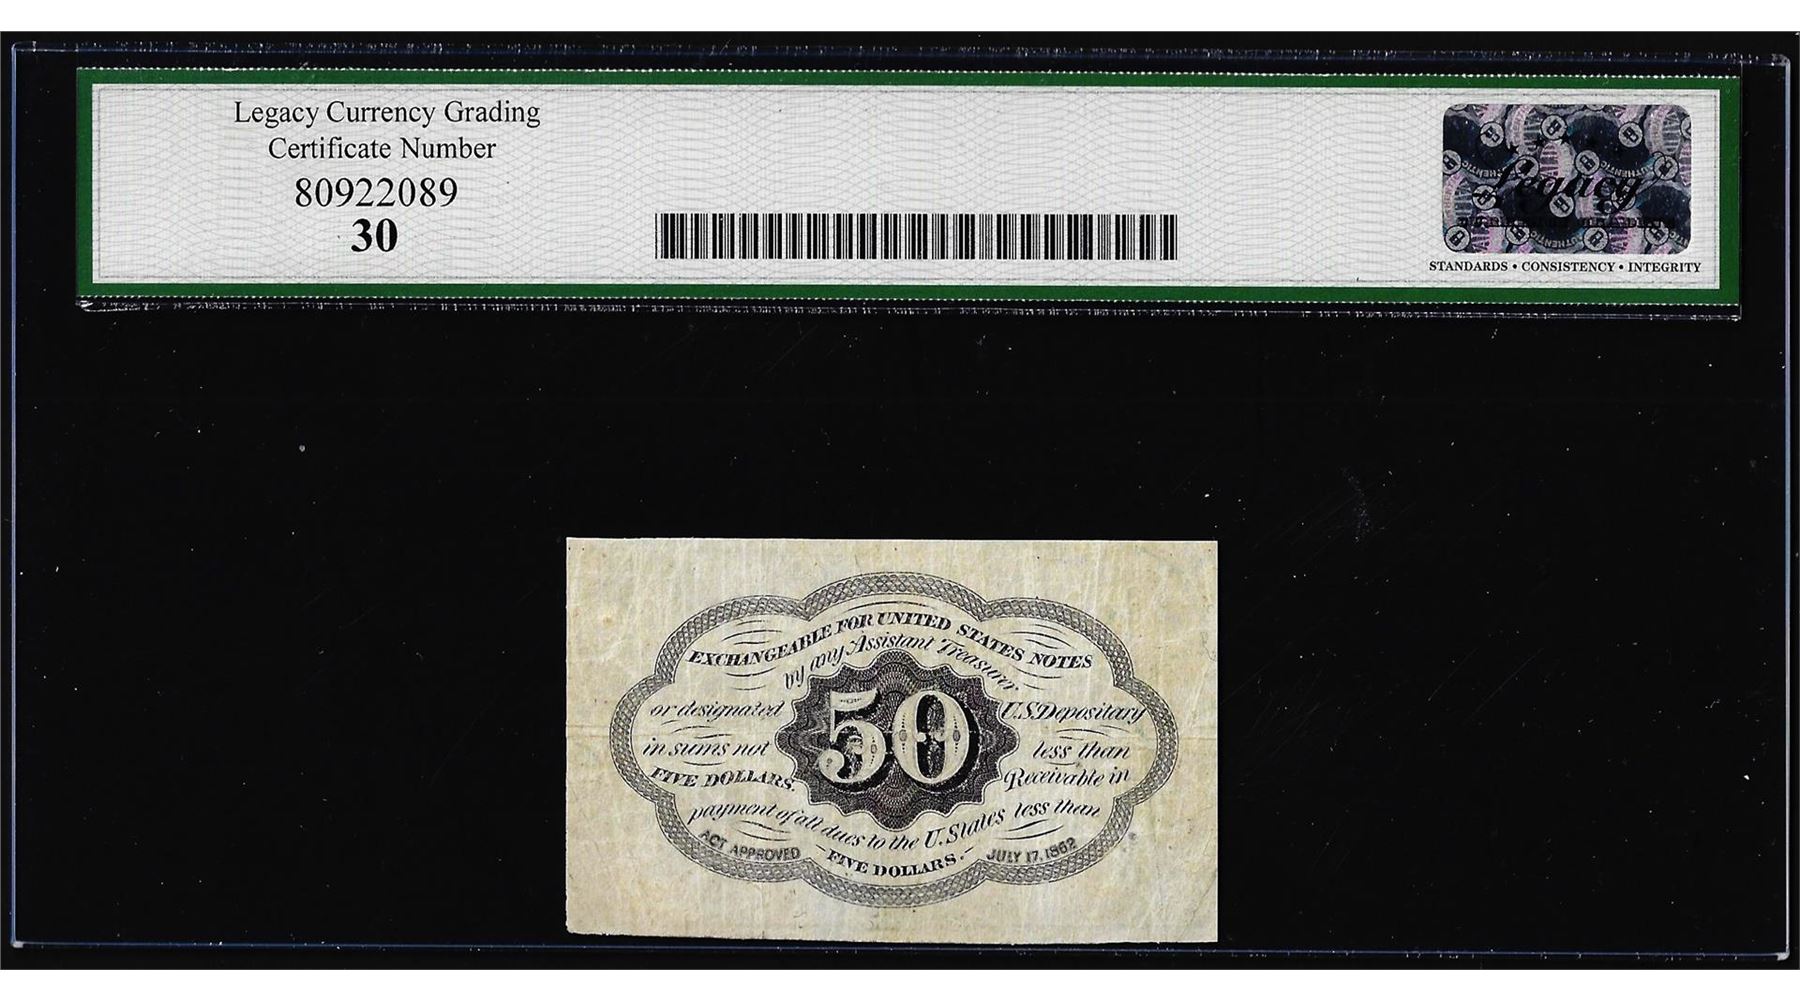 Legacy Currency Grading
Certificate Number
80922089
30
Legacy
AUTHENTIC
STANDARDS • CONSISTENCY • INTEGRITY
EXCHANGEABLE FOR UNITED STATES NOTES
by any Assistant Treasurer
or designated U.S. Depositary
in sums not less than
FIVE DOLLARS. Receivable in
payment of all dues to the U. States less than
FIVE DOLLARS.
50
ACT APPROVED JULY 17, 1862